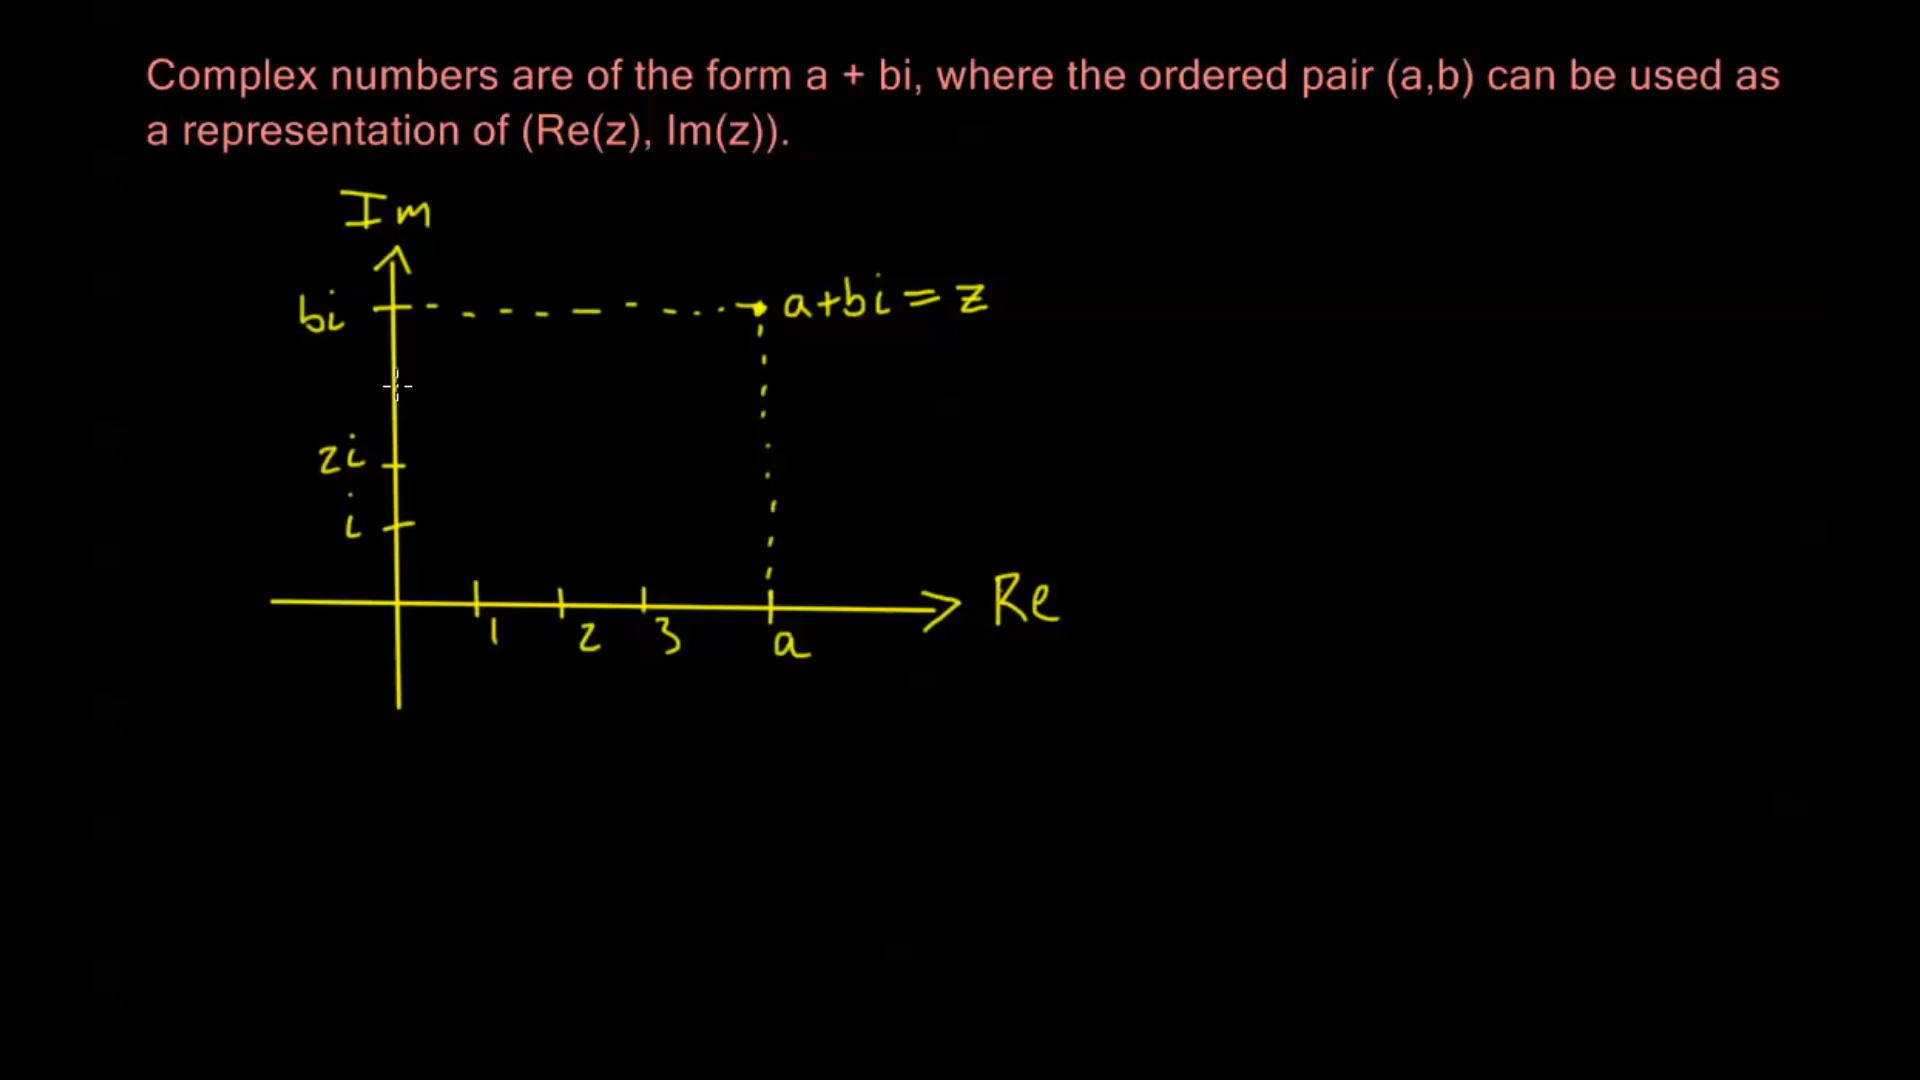 Complex numbers are of the form a + bi, where the ordered pair (a,b) can be used as
a representation of (Re(z), Im(z)).
Im
bi
a+bi = z
2i
i
Re
1 2 3 a